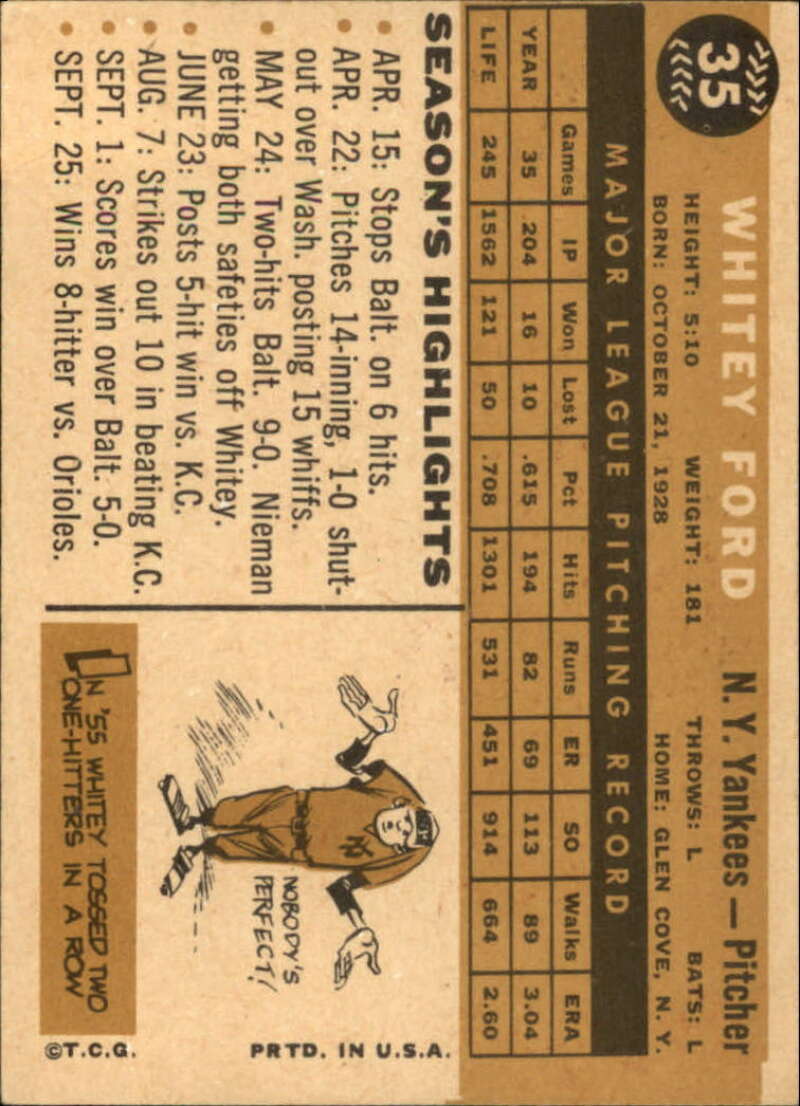 35
WHITEY FORD N. Y. Yankees — Pitcher
HEIGHT: 5:10 WEIGHT: 181 THROWS: L BATS: L
BORN: OCTOBER 21, 1928 HOME: GLEN COVE, N. Y.
MAJOR LEAGUE PITCHING RECORD
Games IP Won Lost Pct Hits Runs ER SO Walks ERA
YEAR 35 204 16 10 .615 194 82 69 113 89 3.04
LIFE 245 1562 121 50 .708 1301 531 451 914 664 2.60
SEASON'S HIGHLIGHTS
• APR. 15: Stops Balt. on 6 hits.
• APR. 22: Pitches 14-inning, 1-0 shut-
out over Wash. posting 15 whiffs.
• MAY 24: Two-hits Balt. 9-0. Nieman
getting both safeties off Whitey.
• JUNE 23: Posts 5-hit win vs. K.C.
• AUG. 7: Strikes out 10 in beating K.C.
• SEPT. 1: Scores win over Balt. 5-0.
• SEPT. 25: Wins 8-hitter vs. Orioles.
NY
NOBODY'S
PERFECT!
IN '55 WHITEY TOSSED TWO
ONE-HITTERS IN A ROW
©T.C.G. PRTD. IN U.S.A.